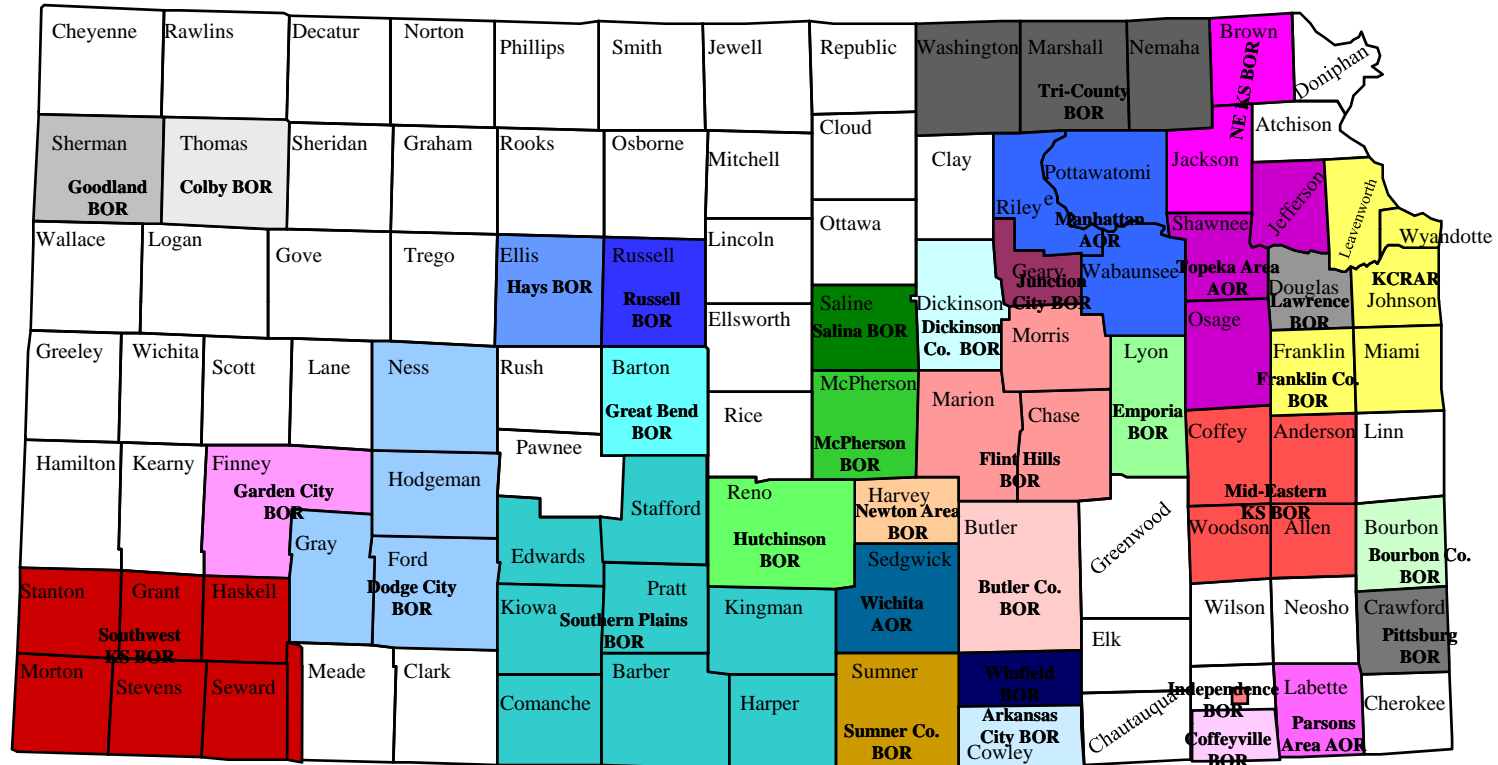 Cheyenne
Rawlins
Decatur
Norton
Phillips
Smith
Jewell
Republic
Washington
Marshall
Nemaha
Brown
Doniphan
Tri-County
BOR
NE KS BOR
Sherman
Goodland
BOR
Thomas
Colby BOR
Sheridan
Graham
Rooks
Osborne
Mitchell
Cloud
Clay
Riley
Pottawatomi
e
Manhattan
AOR
Jackson
Atchison
Jefferson
Leavenworth
Wyandotte
Wallace
Logan
Gove
Trego
Ellis
Hays BOR
Russell
Russell
BOR
Lincoln
Ottawa
Dickinson
Dickinson
Co. BOR
Geary
Junction
City BOR
Wabaunsee
Shawnee
Topeka Area
AOR
Douglas
Lawrence
BOR
KCRAR
Johnson
Saline
Salina BOR
Ellsworth
Morris
Osage
Greeley
Wichita
Scott
Lane
Ness
Rush
Barton
Great Bend
BOR
Rice
McPherson
McPherson
BOR
Marion
Chase
Flint Hills
BOR
Lyon
Emporia
BOR
Franklin
Franklin Co.
BOR
Miami
Coffey
Anderson
Linn
Mid-Eastern
KS BOR
Hamilton
Kearny
Finney
Garden City
BOR
Hodgeman
Pawnee
Stafford
Reno
Hutchinson
BOR
Harvey
Newton Area
BOR
Butler
Butler Co.
BOR
Greenwood
Woodson
Allen
Bourbon
Bourbon Co.
BOR
Gray
Ford
Dodge City
BOR
Edwards
Sedgwick
Wichita
AOR
Stanton
Grant
Haskell
Southwest
KS BOR
Kiowa
Pratt
Southern Plains
BOR
Kingman
Elk
Wilson
Neosho
Crawford
Pittsburg
BOR
Morton
Stevens
Seward
Meade
Clark
Comanche
Barber
Harper
Sumner
Sumner Co.
BOR
Winfield
BOR
Arkansas
City BOR
Cowley
Chautauqua
Independence
BOR
Coffeyville
BOR
Labette
Parsons
Area AOR
Cherokee